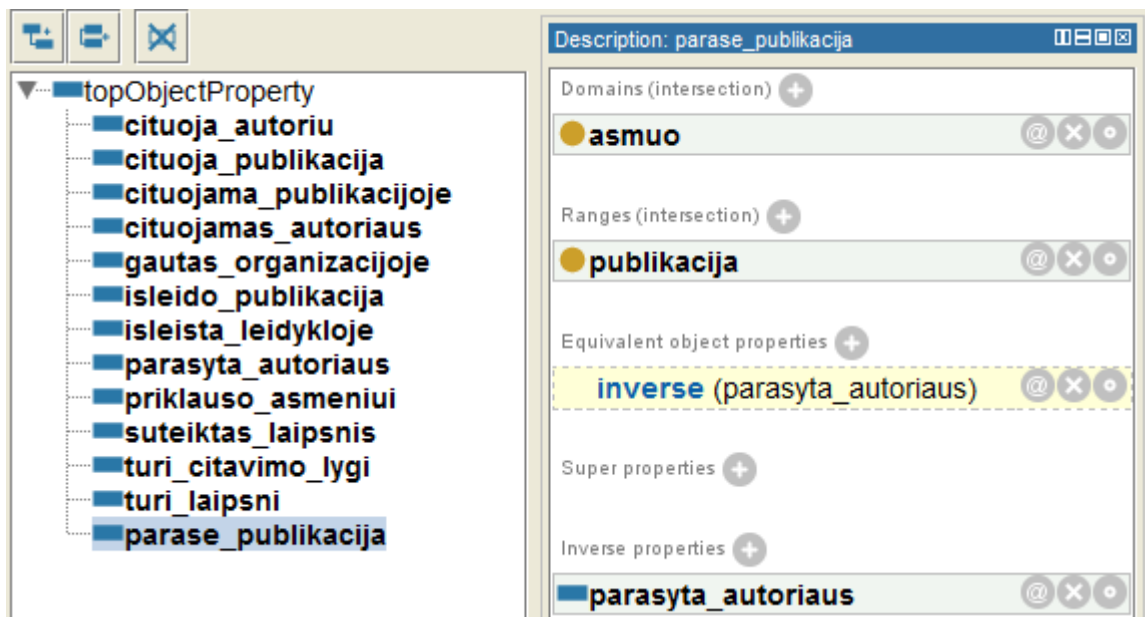 topObjectProperty
cituoja_autoriu
cituoja_publikacija
cituojama_publikacijoje
cituojamas_autoriaus
gautas_organizacijoje
isleido_publikacija
isleista_leidykloje
parasyta_autoriaus
priklauso_asmeniui
suteiktas_laipsnis
turi_citavimo_lygi
turi_laipsni
parase_publikacija
Description: parase_publikacija
Domains (intersection)
asmuo
Ranges (intersection)
publikacija
Equivalent object properties
inverse (parasyta_autoriaus)
Super properties
Inverse properties
parasyta_autoriaus